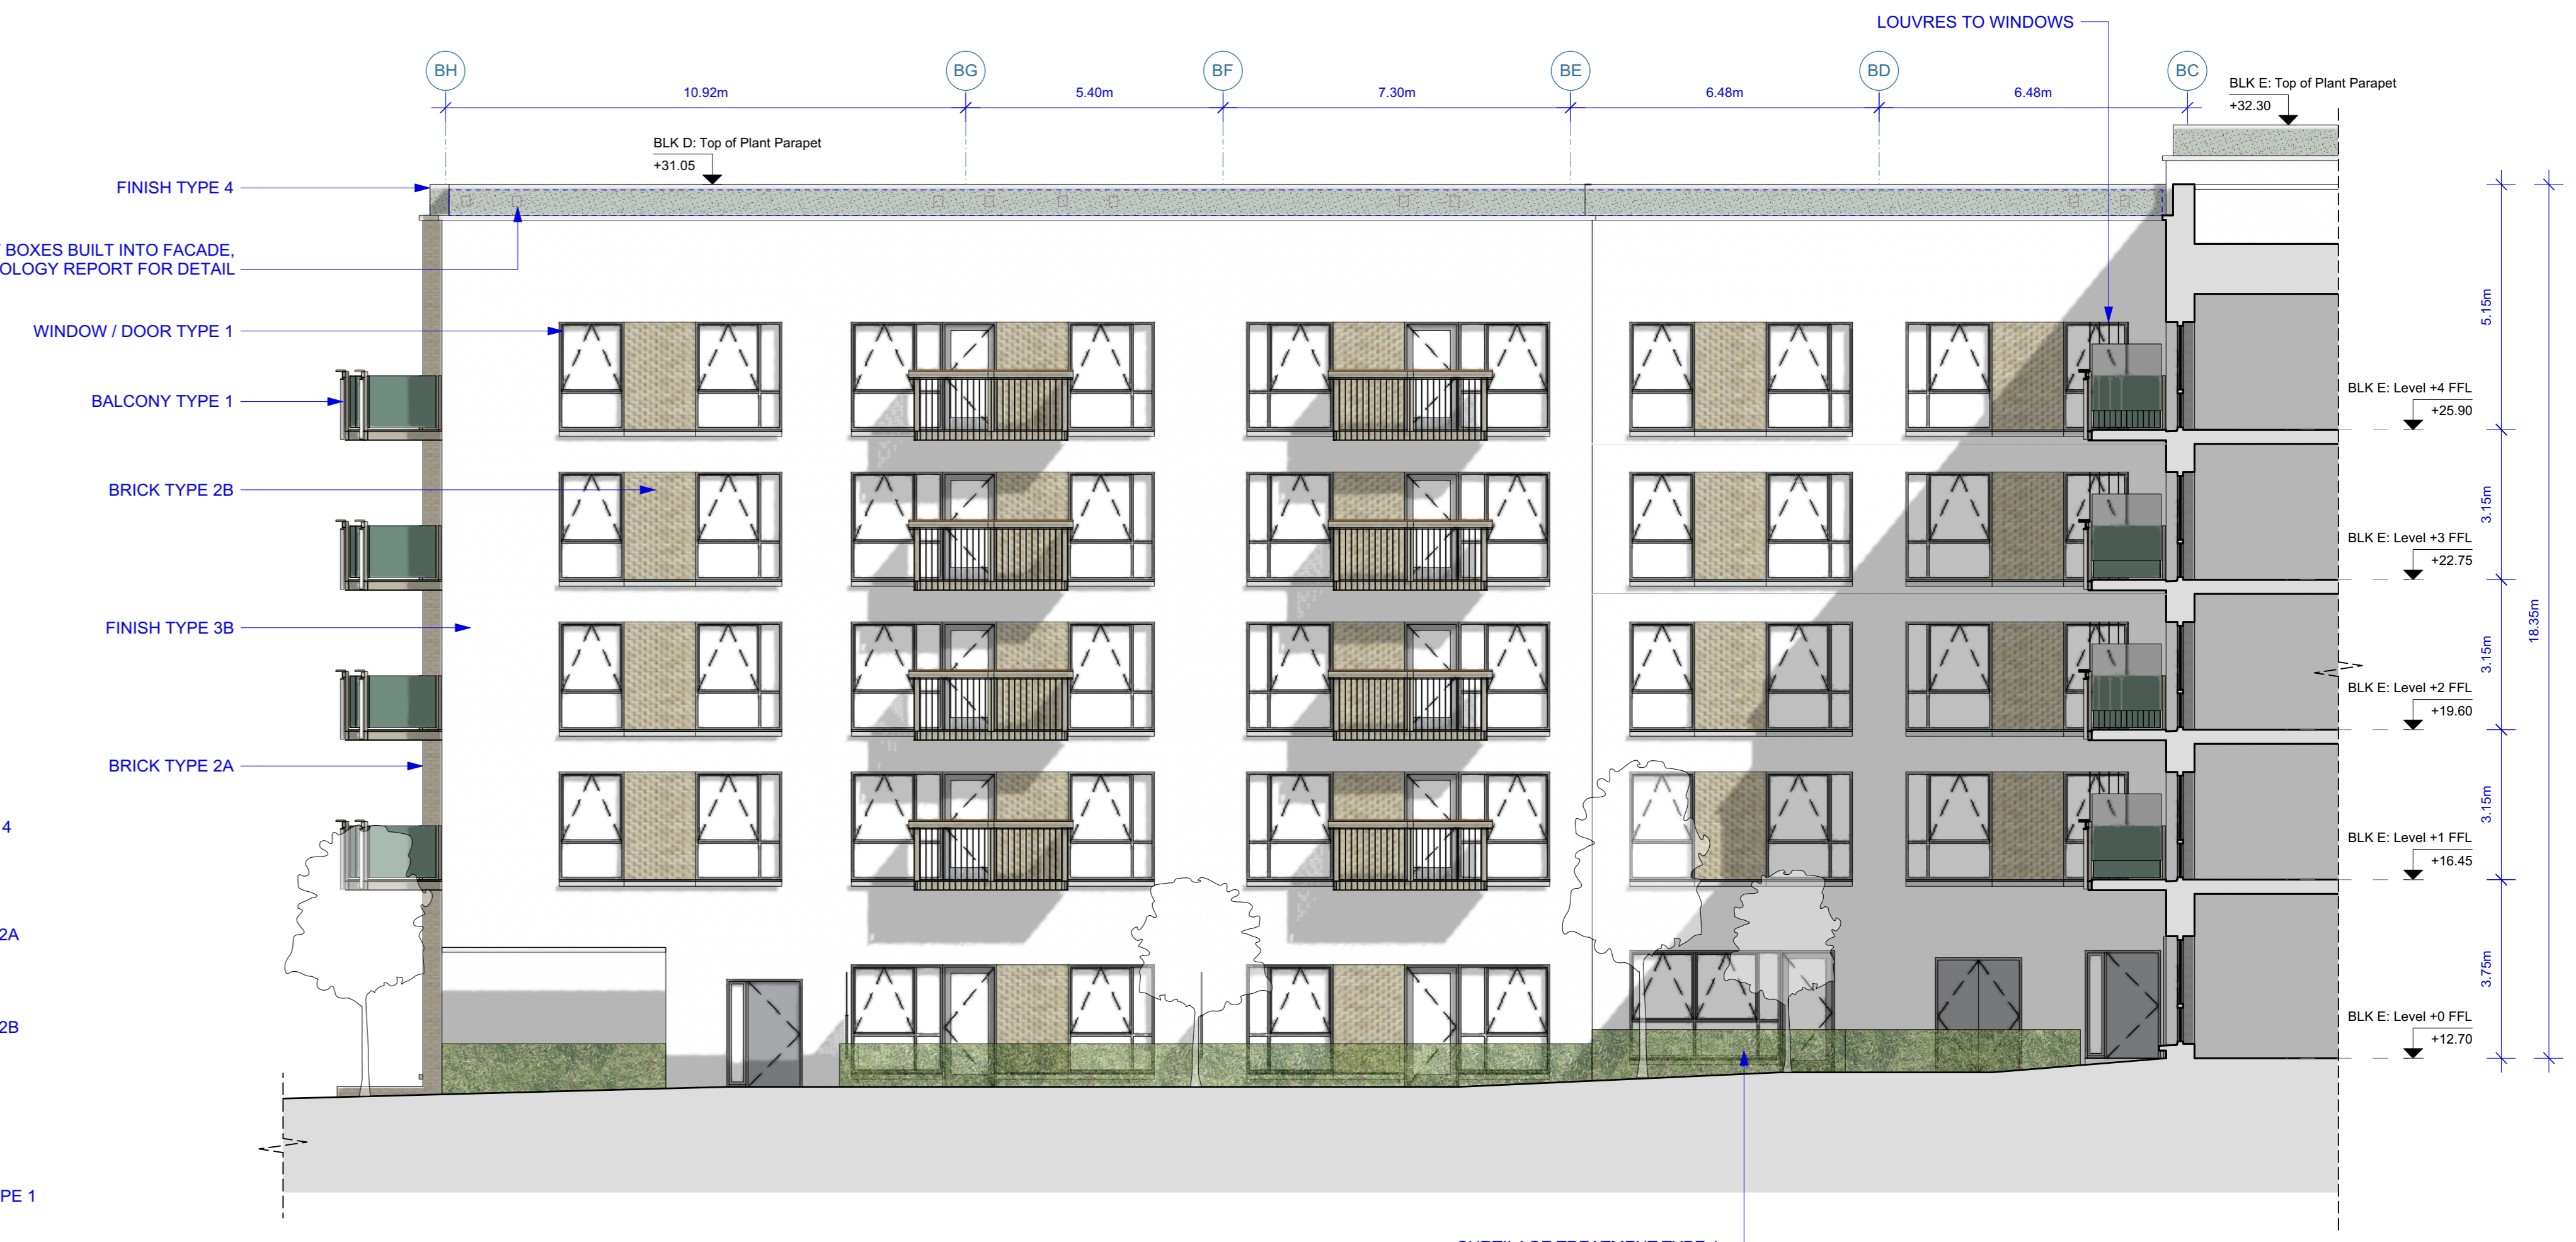 LOUVRES TO WINDOWS
BH
BG
BF
BE
BD
BC
10.92m
5.40m
7.30m
6.48m
6.48m
BLK E: Top of Plant Parapet
+32.30
BLK D: Top of Plant Parapet
+31.05
FINISH TYPE 4
BOXES BUILT INTO FACADE,
OLOGY REPORT FOR DETAIL
WINDOW / DOOR TYPE 1
BALCONY TYPE 1
BRICK TYPE 2B
FINISH TYPE 3B
BRICK TYPE 2A
4
2A
2B
PE 1
5.15m
BLK E: Level +4 FFL
+25.90
3.15m
BLK E: Level +3 FFL
+22.75
3.15m
18.35m
BLK E: Level +2 FFL
+19.60
3.15m
BLK E: Level +1 FFL
+16.45
3.75m
BLK E: Level +0 FFL
+12.70